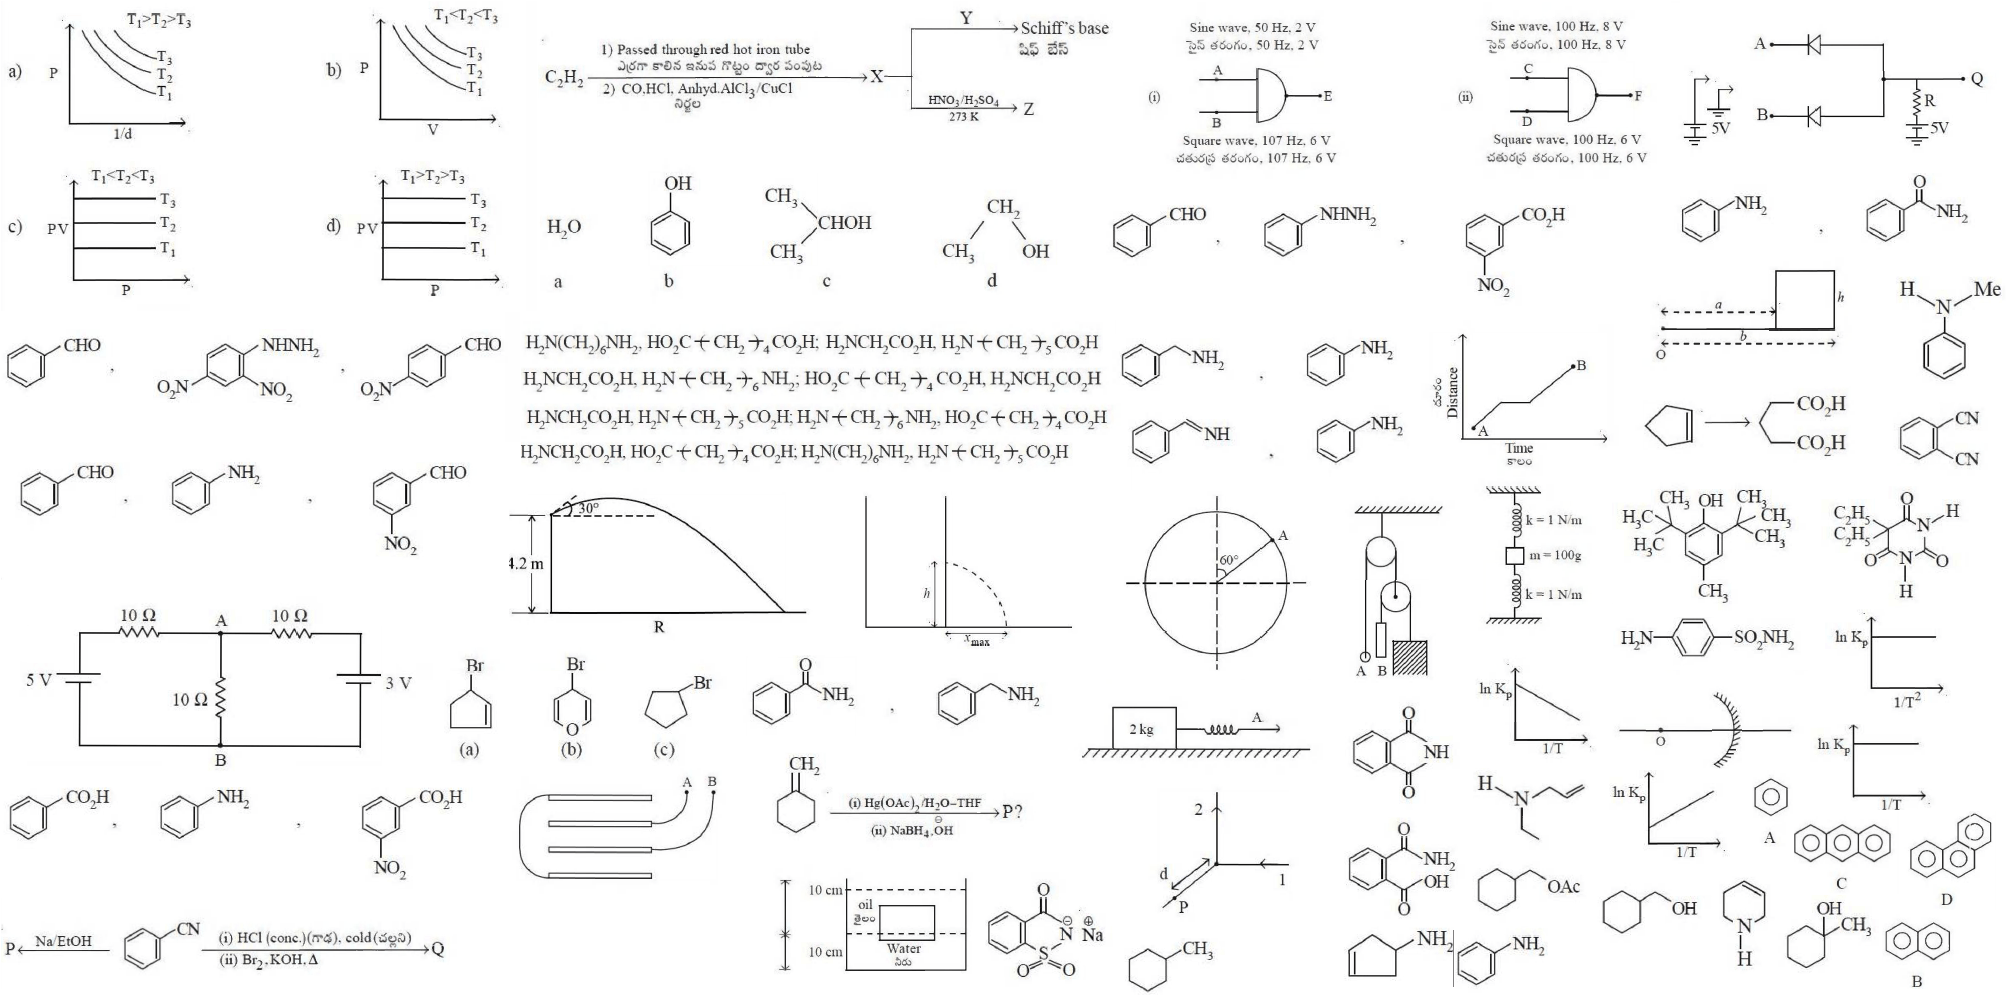 a)
P
T₁>T₂>T₃
T₃
T₂
T₁
1/d
b)
P
T₁<T₂<T₃
T₃
T₂
T₁
V
c)
PV
T₁<T₂<T₃
T₃
T₂
T₁
P
d)
PV
T₁>T₂>T₃
T₃
T₂
T₁
P
C₂H₂
1) Passed through red hot iron tube
ఎర్రగా కాలిన ఇనుప గొట్టం ద్వార పంపుట
2) CO,HCl, Anhyd.AlCl₃/CuCl
నిర్జల
X
Y
Schiff's base
షిఫ్ బేస్
HNO₃/H₂SO₄
273 K
Z
H₂O
a
OH
b
CH₃
CHOH
CH₃
c
CH₂
CH₃
OH
d
Sine wave, 50 Hz, 2 V
సైన్ తరంగం, 50 Hz, 2 V
A
(i)
E
B
Square wave, 107 Hz, 6 V
చతురస్ర తరంగం, 107 Hz, 6 V
Sine wave, 100 Hz, 8 V
సైన్ తరంగం, 100 Hz, 8 V
C
(ii)
F
D
Square wave, 100 Hz, 6 V
చతురస్ర తరంగం, 100 Hz, 6 V
A
Q
R
B
5V
5V
CHO
,
NHNH₂
,
CO₂H
NO₂
NH₂
,
O
NH₂
a
h
b
O
H
Me
N
CHO
,
NHNH₂
NO₂
NO₂
,
CHO
NO₂
H₂N(CH₂)₆NH₂, HO₂C-(CH₂)₄CO₂H; H₂NCH₂CO₂H, H₂N-(CH₂)₅CO₂H
H₂NCH₂CO₂H, H₂N-(CH₂)₆NH₂; HO₂C-(CH₂)₄CO₂H, H₂NCH₂CO₂H
H₂NCH₂CO₂H, H₂N-(CH₂)₅CO₂H; H₂N-(CH₂)₆NH₂, HO₂C-(CH₂)₄CO₂H
H₂NCH₂CO₂H, HO₂C-(CH₂)₄CO₂H; H₂N(CH₂)₆NH₂, H₂N-(CH₂)₅CO₂H
NH₂
,
NH₂
NH
,
NH₂
దూరం
Distance
A
B
Time
కాలం
CO₂H
CO₂H
CN
CN
CHO
,
NH₂
,
CHO
NO₂
30°
4.2 m
R
h
xmax
60°
A
A
B
k = 1 N/m
m = 100g
k = 1 N/m
CH₃
OH
CH₃
H₃C
CH₃
H₃C
CH₃
CH₃
C₂H₅
C₂H₅
O
N
H
O
N
O
H
10 Ω
A
10 Ω
5 V
10 Ω
3 V
B
Br
(a)
Br
O
(b)
Br
(c)
O
NH₂
,
NH₂
H₂N
SO₂NH₂
ln Kₚ
1/T²
2 kg
A
O
NH
O
ln Kₚ
1/T
O
ln Kₚ
1/T
CO₂H
,
NH₂
,
CO₂H
NO₂
A
B
CH₂
(i) Hg(OAc)₂/H₂O–THF
(ii) NaBH₄,OH⊖
P?
2
1
d
P
H
N
ln Kₚ
1/T
A
C
D
B
O
NH₂
OH
O
OAc
OH
N
H
OH
CH₃
P
Na/EtOH
CN
(i) HCl (conc.)(గాఢ), cold(చల్లని)
(ii) Br₂,KOH,Δ
Q
10 cm
oil
తైలం
10 cm
Water
నీరు
O
⊖
N
⊕
Na
S
O
O
CH₃
NH₂
NH₂